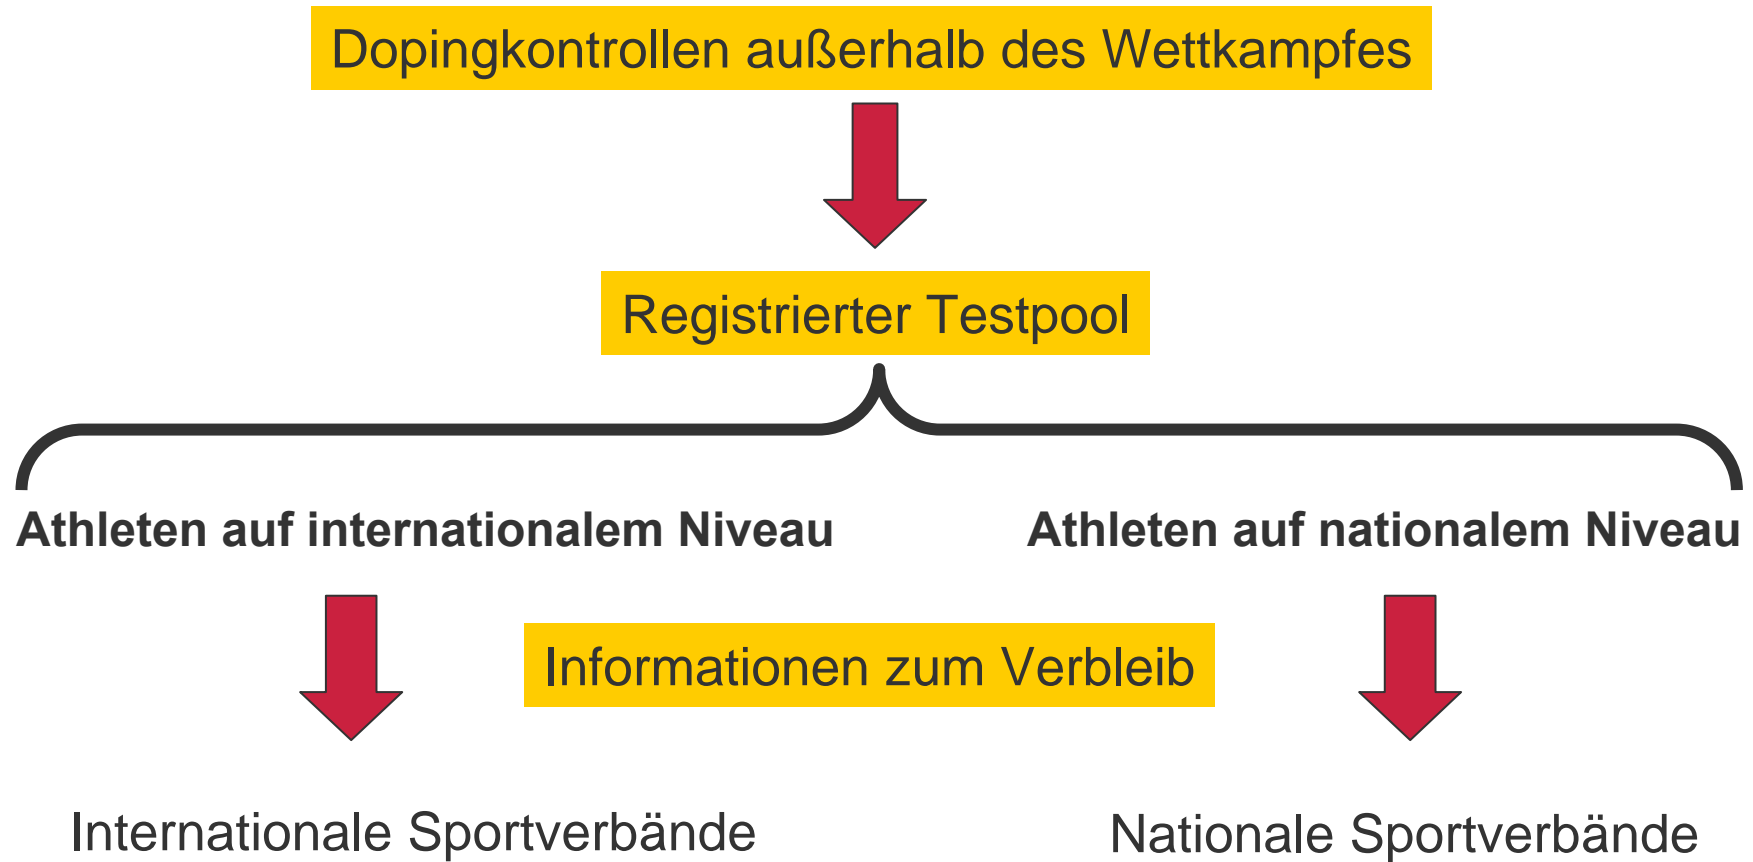 Dopingkontrollen außerhalb des Wettkampfes
Registrierter Testpool
Athleten auf internationalem Niveau
Athleten auf nationalem Niveau
Informationen zum Verbleib
Internationale Sportverbände
Nationale Sportverbände